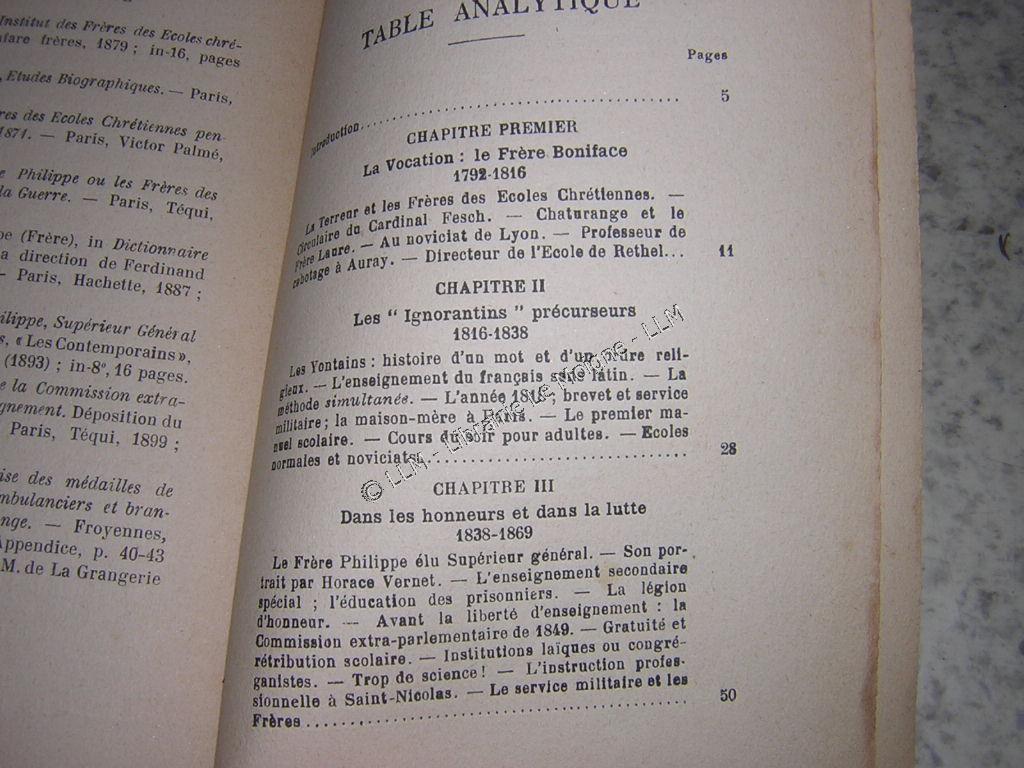 Institut des Frères des Ecoles chré-
frères, 1879 ; in-16, pages
, Etudes Biographiques. — Paris,
des Ecoles Chrétiennes pen-
1871. — Paris, Victor Palmé,
Philippe ou les Frères des
la Guerre. — Paris, Téqui,
(Frère), in Dictionnaire
direction de Ferdinand
— Paris, Hachette, 1887 ;
Supérieur Général
« Les Contemporains »,
(1893) ; in-8°, 16 pages.
de la Commission extra-
Déposition du
Paris, Téqui, 1899 ;
des médailles de
et bran-
— Froyennes,
Appendice, p. 40-43
M. de La Grangerie
TABLE ANALYTIQUE
Pages
Introduction.......... 5
CHAPITRE PREMIER
La Vocation : le Frère Boniface
1792-1816
La Terreur et les Frères des Ecoles Chrétiennes. —
Circulaire du Cardinal Fesch. — Chaturange et le
Frère Laure. — Au noviciat de Lyon. — Professeur de
cabotage à Auray. — Directeur de l'Ecole de Rethel... 11
CHAPITRE II
Les " Ignorantins " précurseurs
1816-1838
Les Yontains : histoire d'un mot et d'un ordre reli-
gieux. — L'enseignement du français sans latin. — La
méthode simultanée. — L'année 1818 ; brevet et service
militaire ; la maison-mère à Paris. — Le premier ma-
nuel scolaire. — Cours du soir pour adultes. — Ecoles
normales et noviciats.......... 28
CHAPITRE III
Dans les honneurs et dans la lutte
1838-1869
Le Frère Philippe élu Supérieur général. — Son por-
trait par Horace Vernet. — L'enseignement secondaire
spécial ; l'éducation des prisonniers. — La légion
d'honneur. — Avant la liberté d'enseignement : la
Commission extra-parlementaire de 1849. — Gratuité et
rétribution scolaire. — Institutions laïques ou congré-
ganistes. — Trop de science ! — L'instruction profes-
sionnelle à Saint-Nicolas. — Le service militaire et les
Frères.......... 50
© LLM - Librairie Le Moigne - LLM